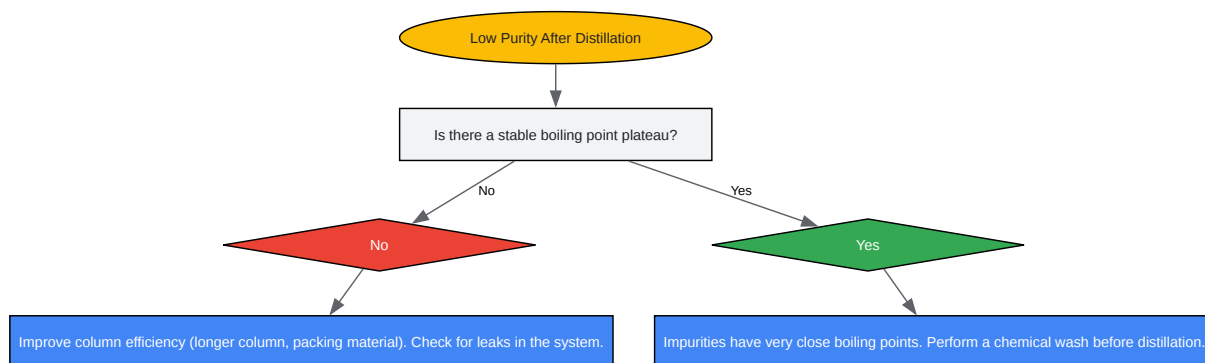 Low Purity After Distillation
Is there a stable boiling point plateau?
No
Yes
No
Yes
Improve column efficiency (longer column, packing material). Check for leaks in the system.
Impurities have very close boiling points. Perform a chemical wash before distillation.